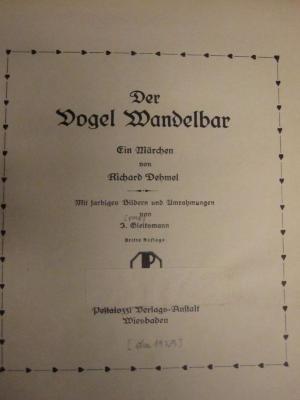 Der
Vogel Wandelbar
Ein Märchen
von
Richard Dehmel
Mit farbigen Bildern und Umrahmungen
von
J. Gleitsmann
Dritte Auflage
P
Pestalozzi Verlags-Anstalt
Wiesbaden